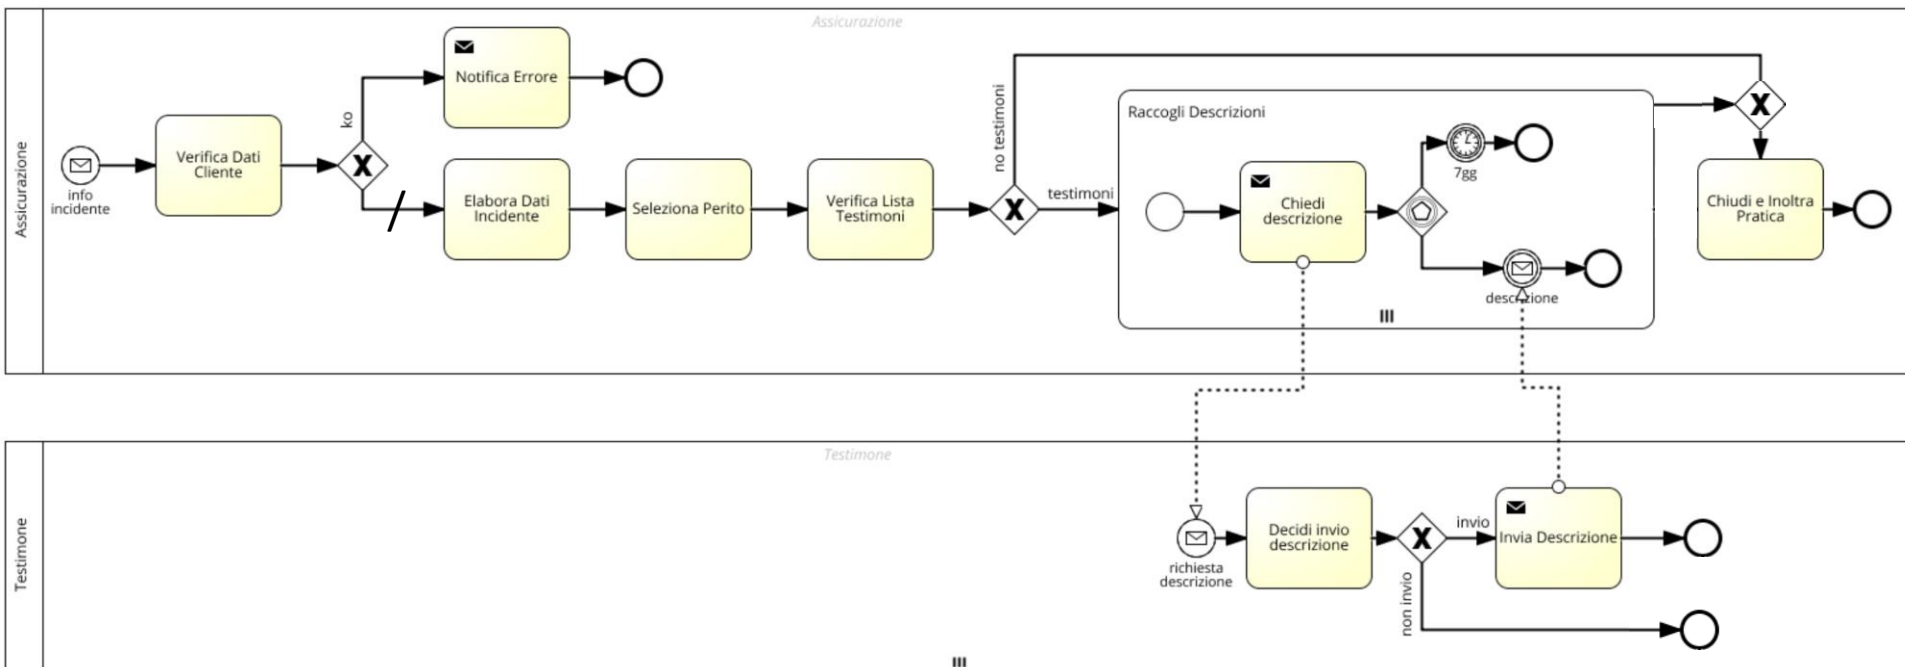 Assicurazione
Assicurazione
info
incidente
Verifica Dati
Cliente
ko
Notifica Errore
Elabora Dati
Incidente
Seleziona Perito
Verifica Lista
Testimoni
no testimoni
testimoni
Raccogli Descrizioni
Chiedi
descrizione
7gg
descrizione
Chiudi e Inoltra
Pratica
Testimone
Testimone
richiesta
descrizione
Decidi invio
descrizione
invio
non invio
Invia Descrizione